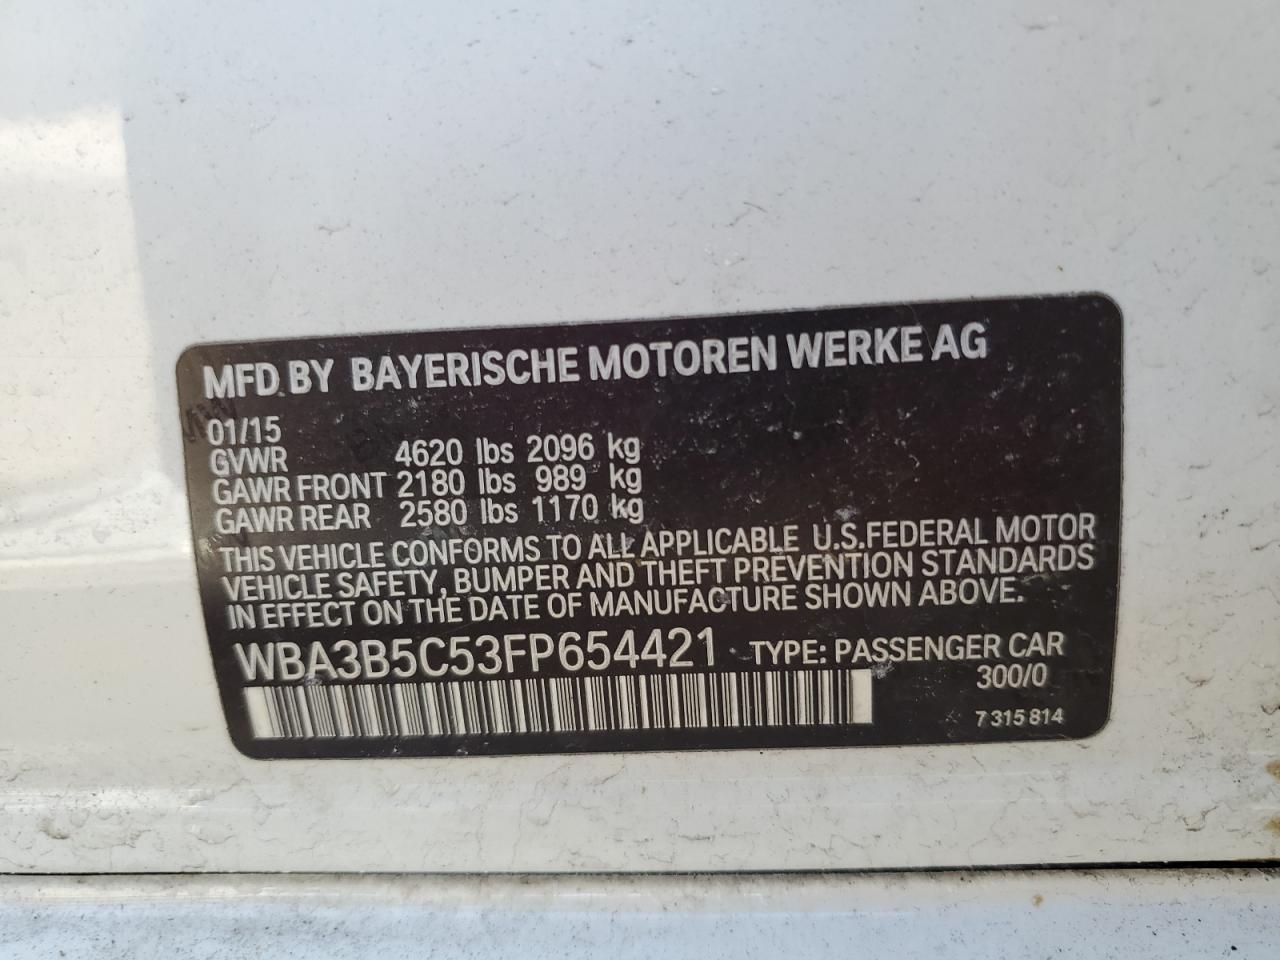 MFD BY BAYERISCHE MOTOREN WERKE AG
01/15
GVWR 4620 lbs 2096 kg
GAWR FRONT 2180 lbs 989 kg
GAWR REAR 2580 lbs 1170 kg
THIS VEHICLE CONFORMS TO ALL APPLICABLE U.S.FEDERAL MOTOR
VEHICLE SAFETY, BUMPER AND THEFT PREVENTION STANDARDS
IN EFFECT ON THE DATE OF MANUFACTURE SHOWN ABOVE.
WBA3B5C53FP654421 TYPE: PASSENGER CAR
300/0
7 315 814